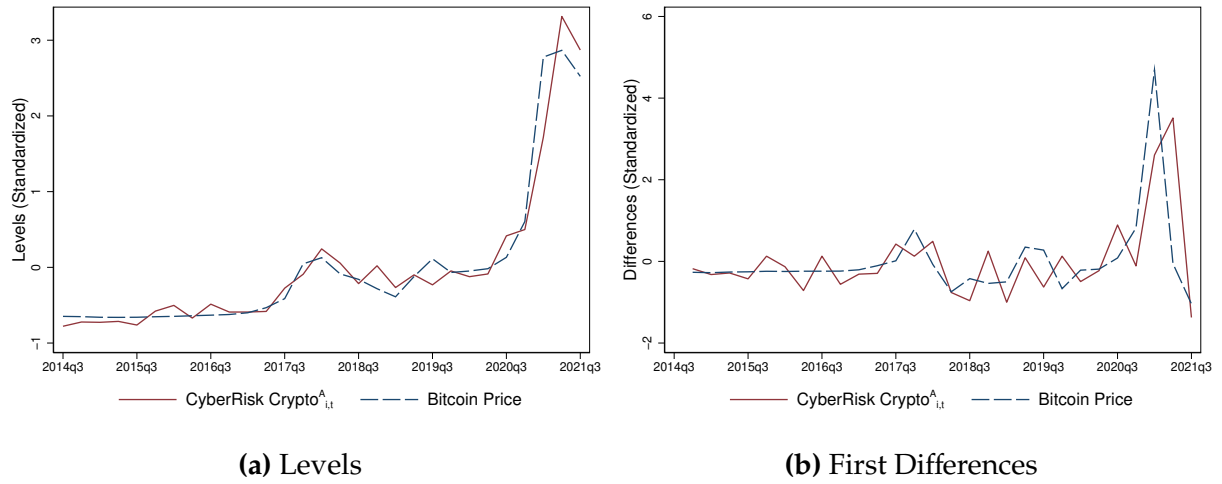 Levels (Standardized)
3
2
1
0
−1
2014q3 2015q3 2016q3 2017q3 2018q3 2019q3 2020q3 2021q3
CyberRisk Crypto^A_{i,t} Bitcoin Price
(a) Levels
Differences (Standardized)
6
4
2
0
−2
2014q3 2015q3 2016q3 2017q3 2018q3 2019q3 2020q3 2021q3
CyberRisk Crypto^A_{i,t} Bitcoin Price
(b) First Differences